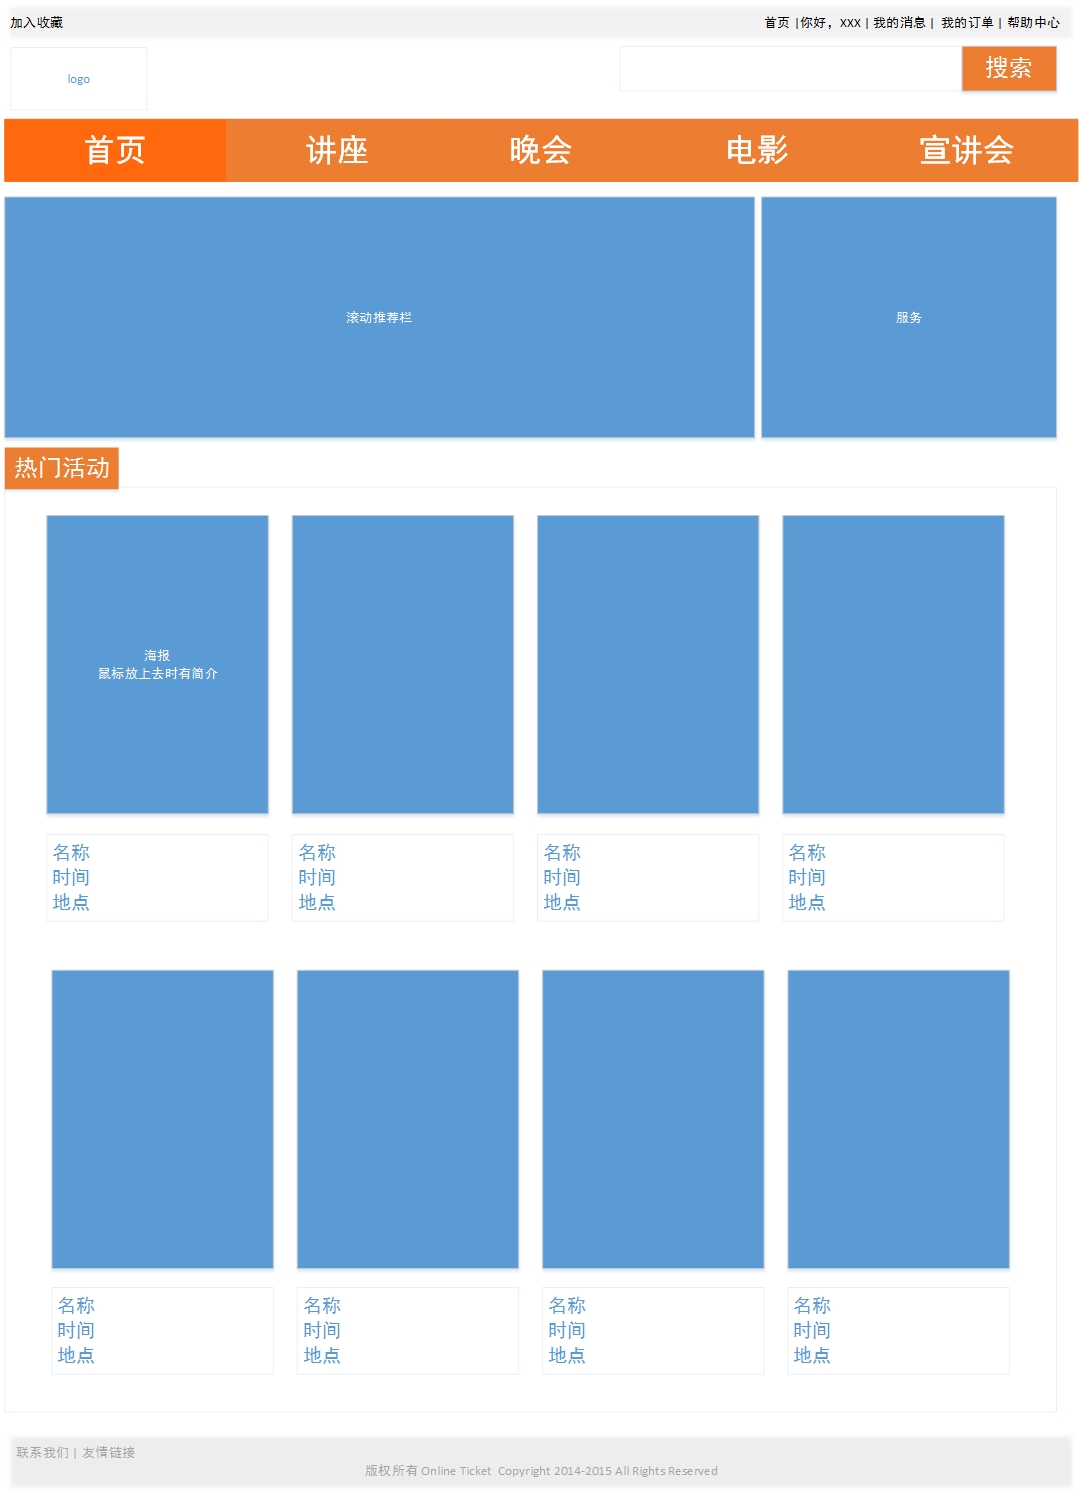 加入收藏
首页 |你好，XXX | 我的消息 | 我的订单 | 帮助中心
logo
搜索
首页 讲座 晚会 电影 宣讲会
滚动推荐栏
服务
热门活动
海报
鼠标放上去时有简介
名称 名称 名称 名称
时间 时间 时间 时间
地点 地点 地点 地点
名称 名称 名称 名称
时间 时间 时间 时间
地点 地点 地点 地点
联系我们 | 友情链接
版权所有 Online Ticket Copyright 2014-2015 All Rights Reserved